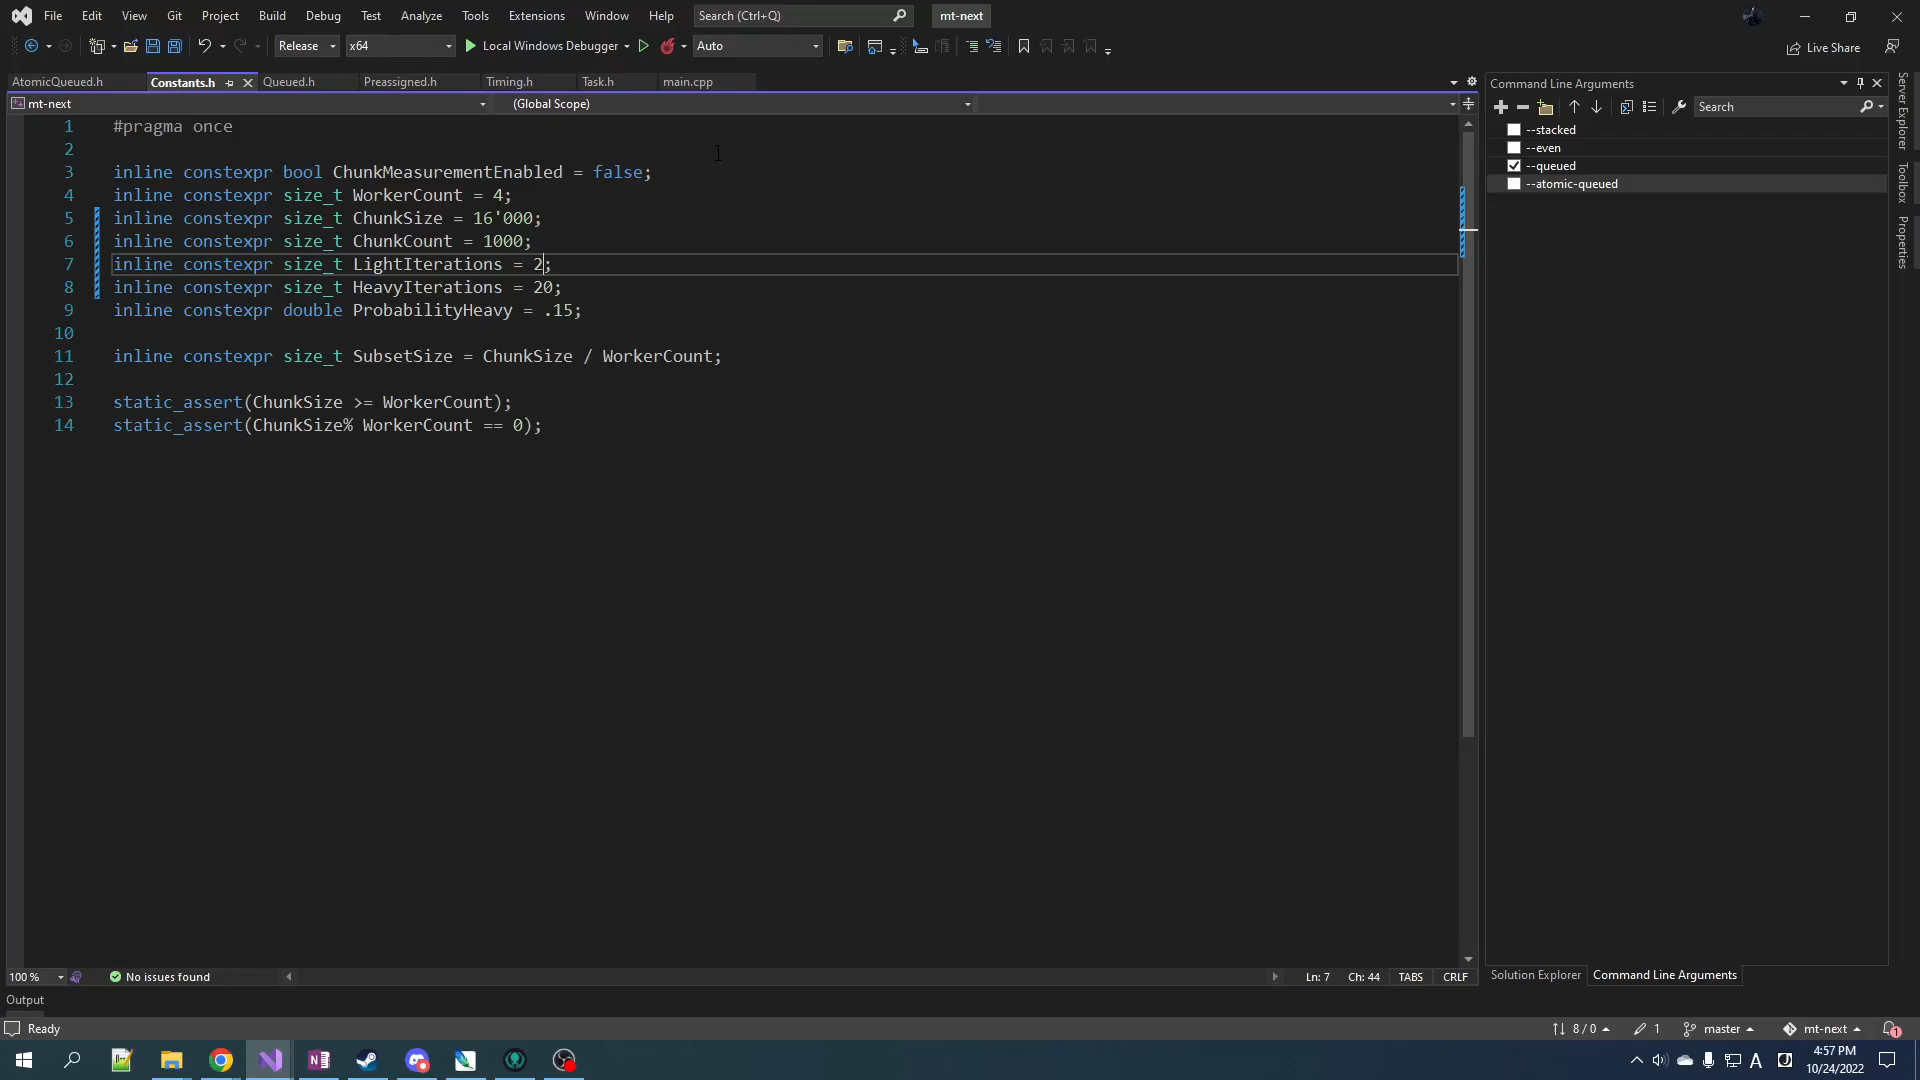 File Edit View Git Project Build Debug Test Analyze Tools Extensions Window Help Search (Ctrl+Q) mt-next
Release x64 Local Windows Debugger Auto Live Share
AtomicQueued.h Constants.h Queued.h Preassigned.h Timing.h Task.h main.cpp
mt-next (Global Scope)
1 #pragma once
2
3 inline constexpr bool ChunkMeasurementEnabled = false;
4 inline constexpr size_t WorkerCount = 4;
5 inline constexpr size_t ChunkSize = 16'000;
6 inline constexpr size_t ChunkCount = 1000;
7 inline constexpr size_t LightIterations = 2;
8 inline constexpr size_t HeavyIterations = 20;
9 inline constexpr double ProbabilityHeavy = .15;
10
11 inline constexpr size_t SubsetSize = ChunkSize / WorkerCount;
12
13 static_assert(ChunkSize >= WorkerCount);
14 static_assert(ChunkSize% WorkerCount == 0);
Command Line Arguments
Search
--stacked
--even
--queued
--atomic-queued
Server Explorer
Toolbox
Properties
100 % No issues found Ln: 7 Ch: 44 TABS CRLF
Solution Explorer Command Line Arguments
Output
Ready 8 / 0 1 master mt-next 1
A 4:57 PM
10/24/2022